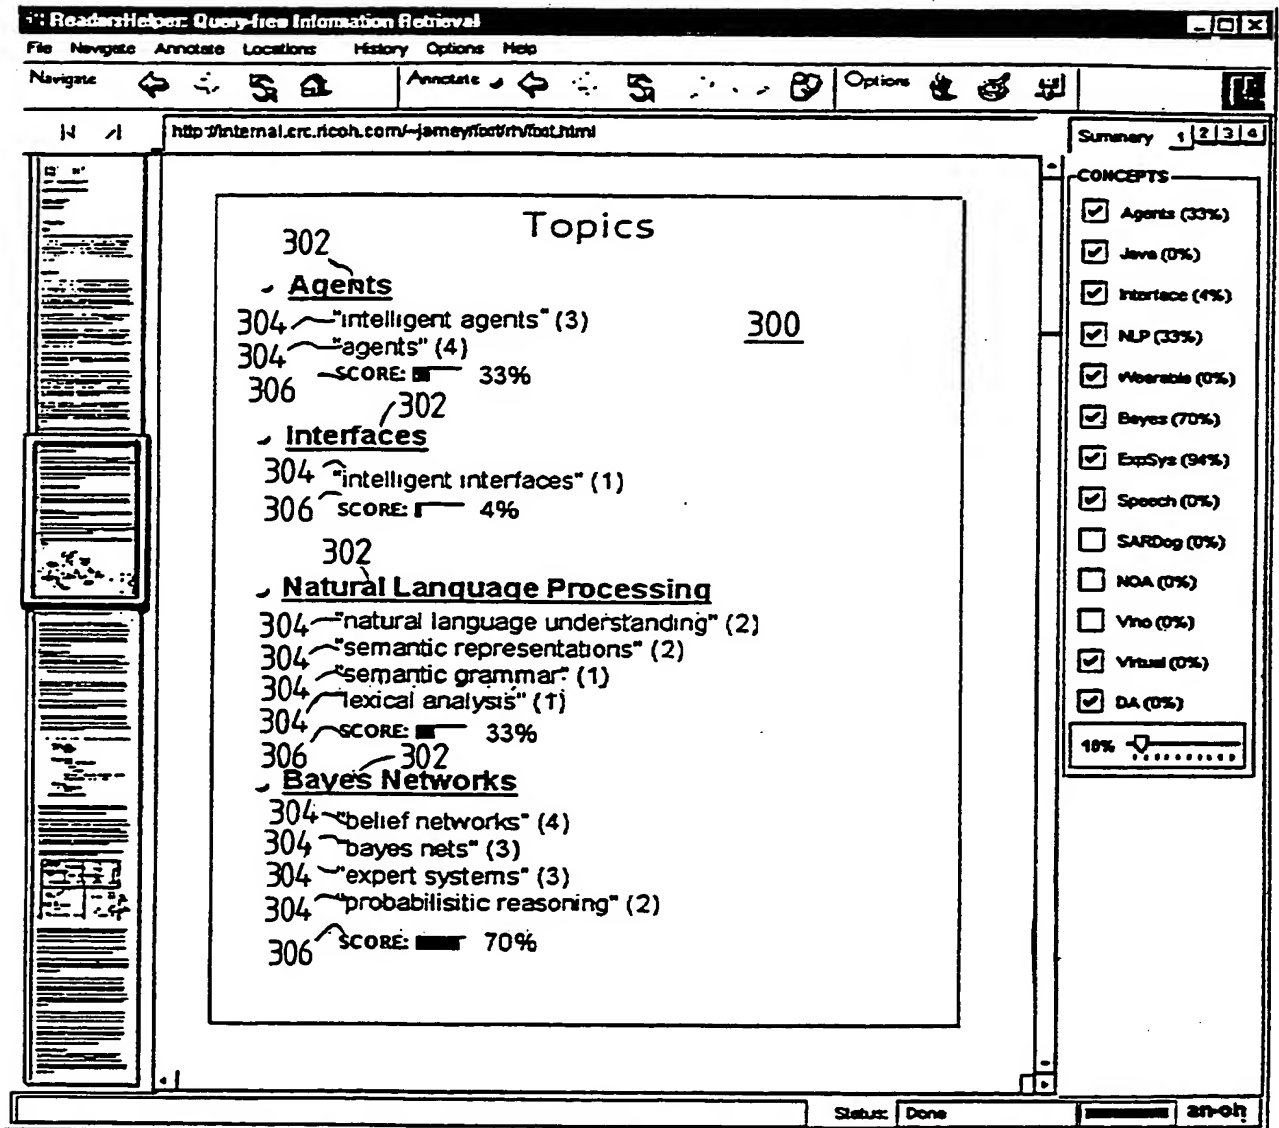 ReadersHelper: Query-free Information Retrieval
File Navigate Annotate Locations History Options Help
Navigate Annotate Options
http://internal.crc.ricoh.com/~jamey/foot/rh/foot.html
Summary 1 2 3 4
CONCEPTS
Agents (33%)
Java (0%)
Interface (4%)
NLP (33%)
Wearable (0%)
Bayes (70%)
ExpSys (94%)
Speech (0%)
SARDog (0%)
NOA (0%)
Vino (0%)
Virtual (0%)
DA (0%)
10%
Topics
302
Agents
304 "intelligent agents" (3)
300
304 "agents" (4)
306 SCORE: 33%
302
Interfaces
304 "intelligent interfaces" (1)
306 SCORE: 4%
302
Natural Language Processing
304 "natural language understanding" (2)
304 "semantic representations" (2)
304 "semantic grammar" (1)
304 "lexical analysis" (1)
306 SCORE: 33%
302
Bayes Networks
304 "belief networks" (4)
304 "bayes nets" (3)
304 "expert systems" (3)
304 "probabilisitic reasoning" (2)
306 SCORE: 70%
Status: Done